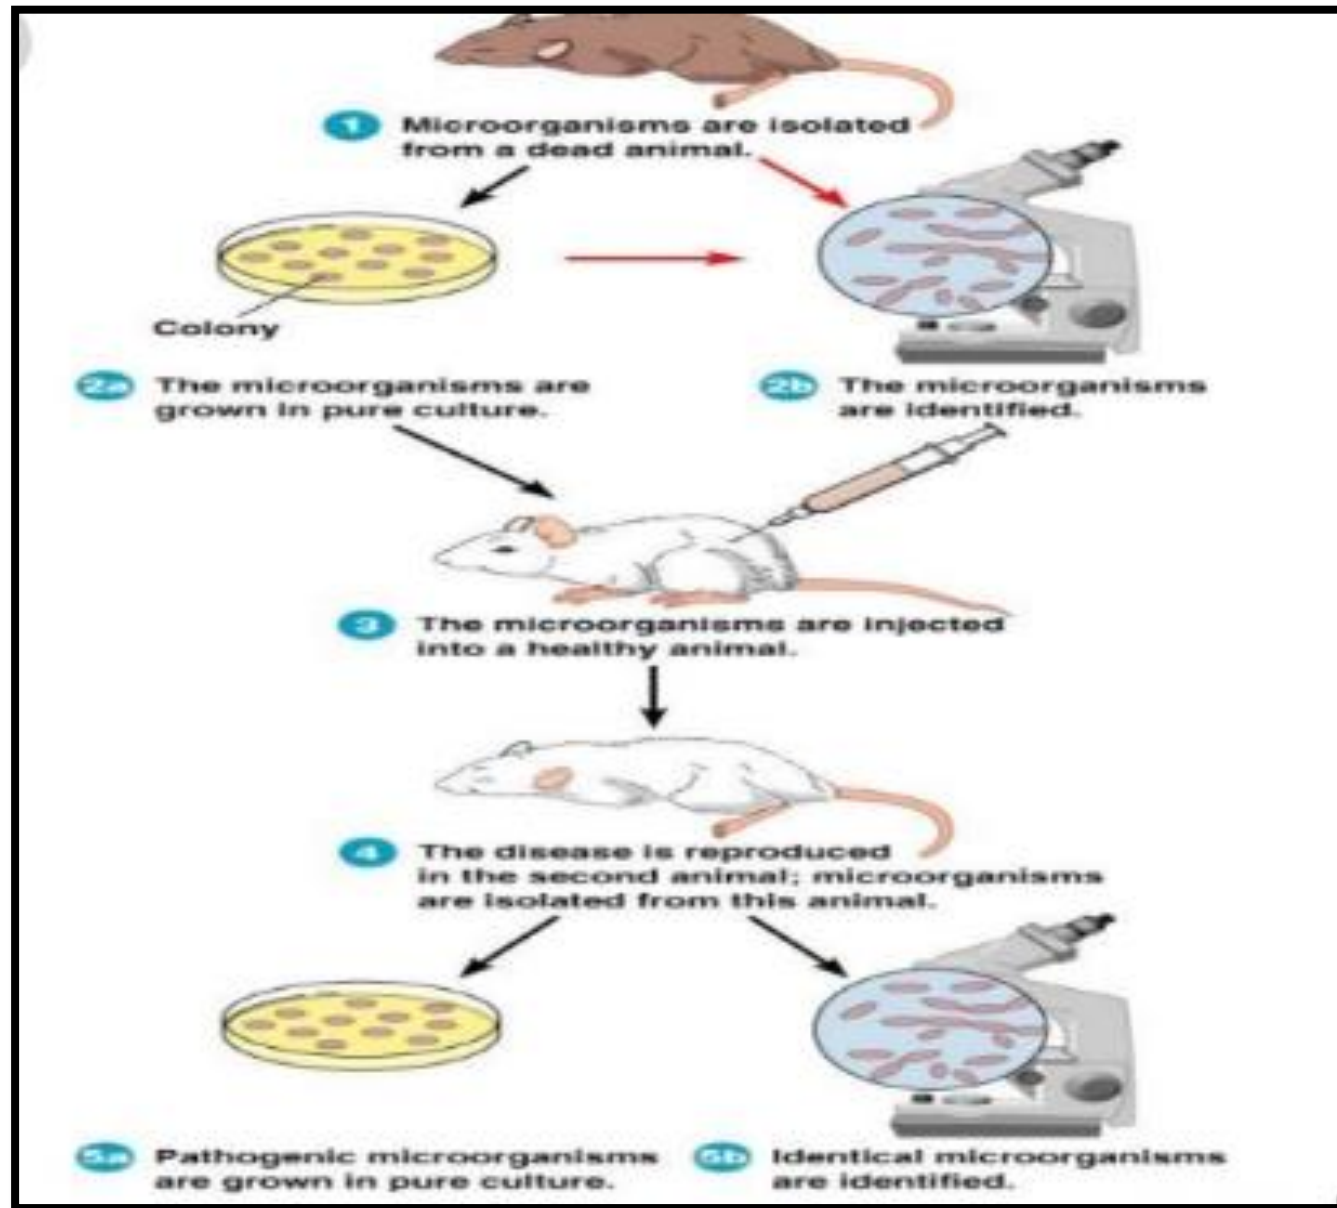 1 Microorganisms are isolated
from a dead animal.
Colony
2a The microorganisms are
grown in pure culture.
2b The microorganisms
are identified.
3 The microorganisms are injected
into a healthy animal.
4 The disease is reproduced
in the second animal; microorganisms
are isolated from this animal.
5a Pathogenic microorganisms
are grown in pure culture.
5b Identical microorganisms
are identified.